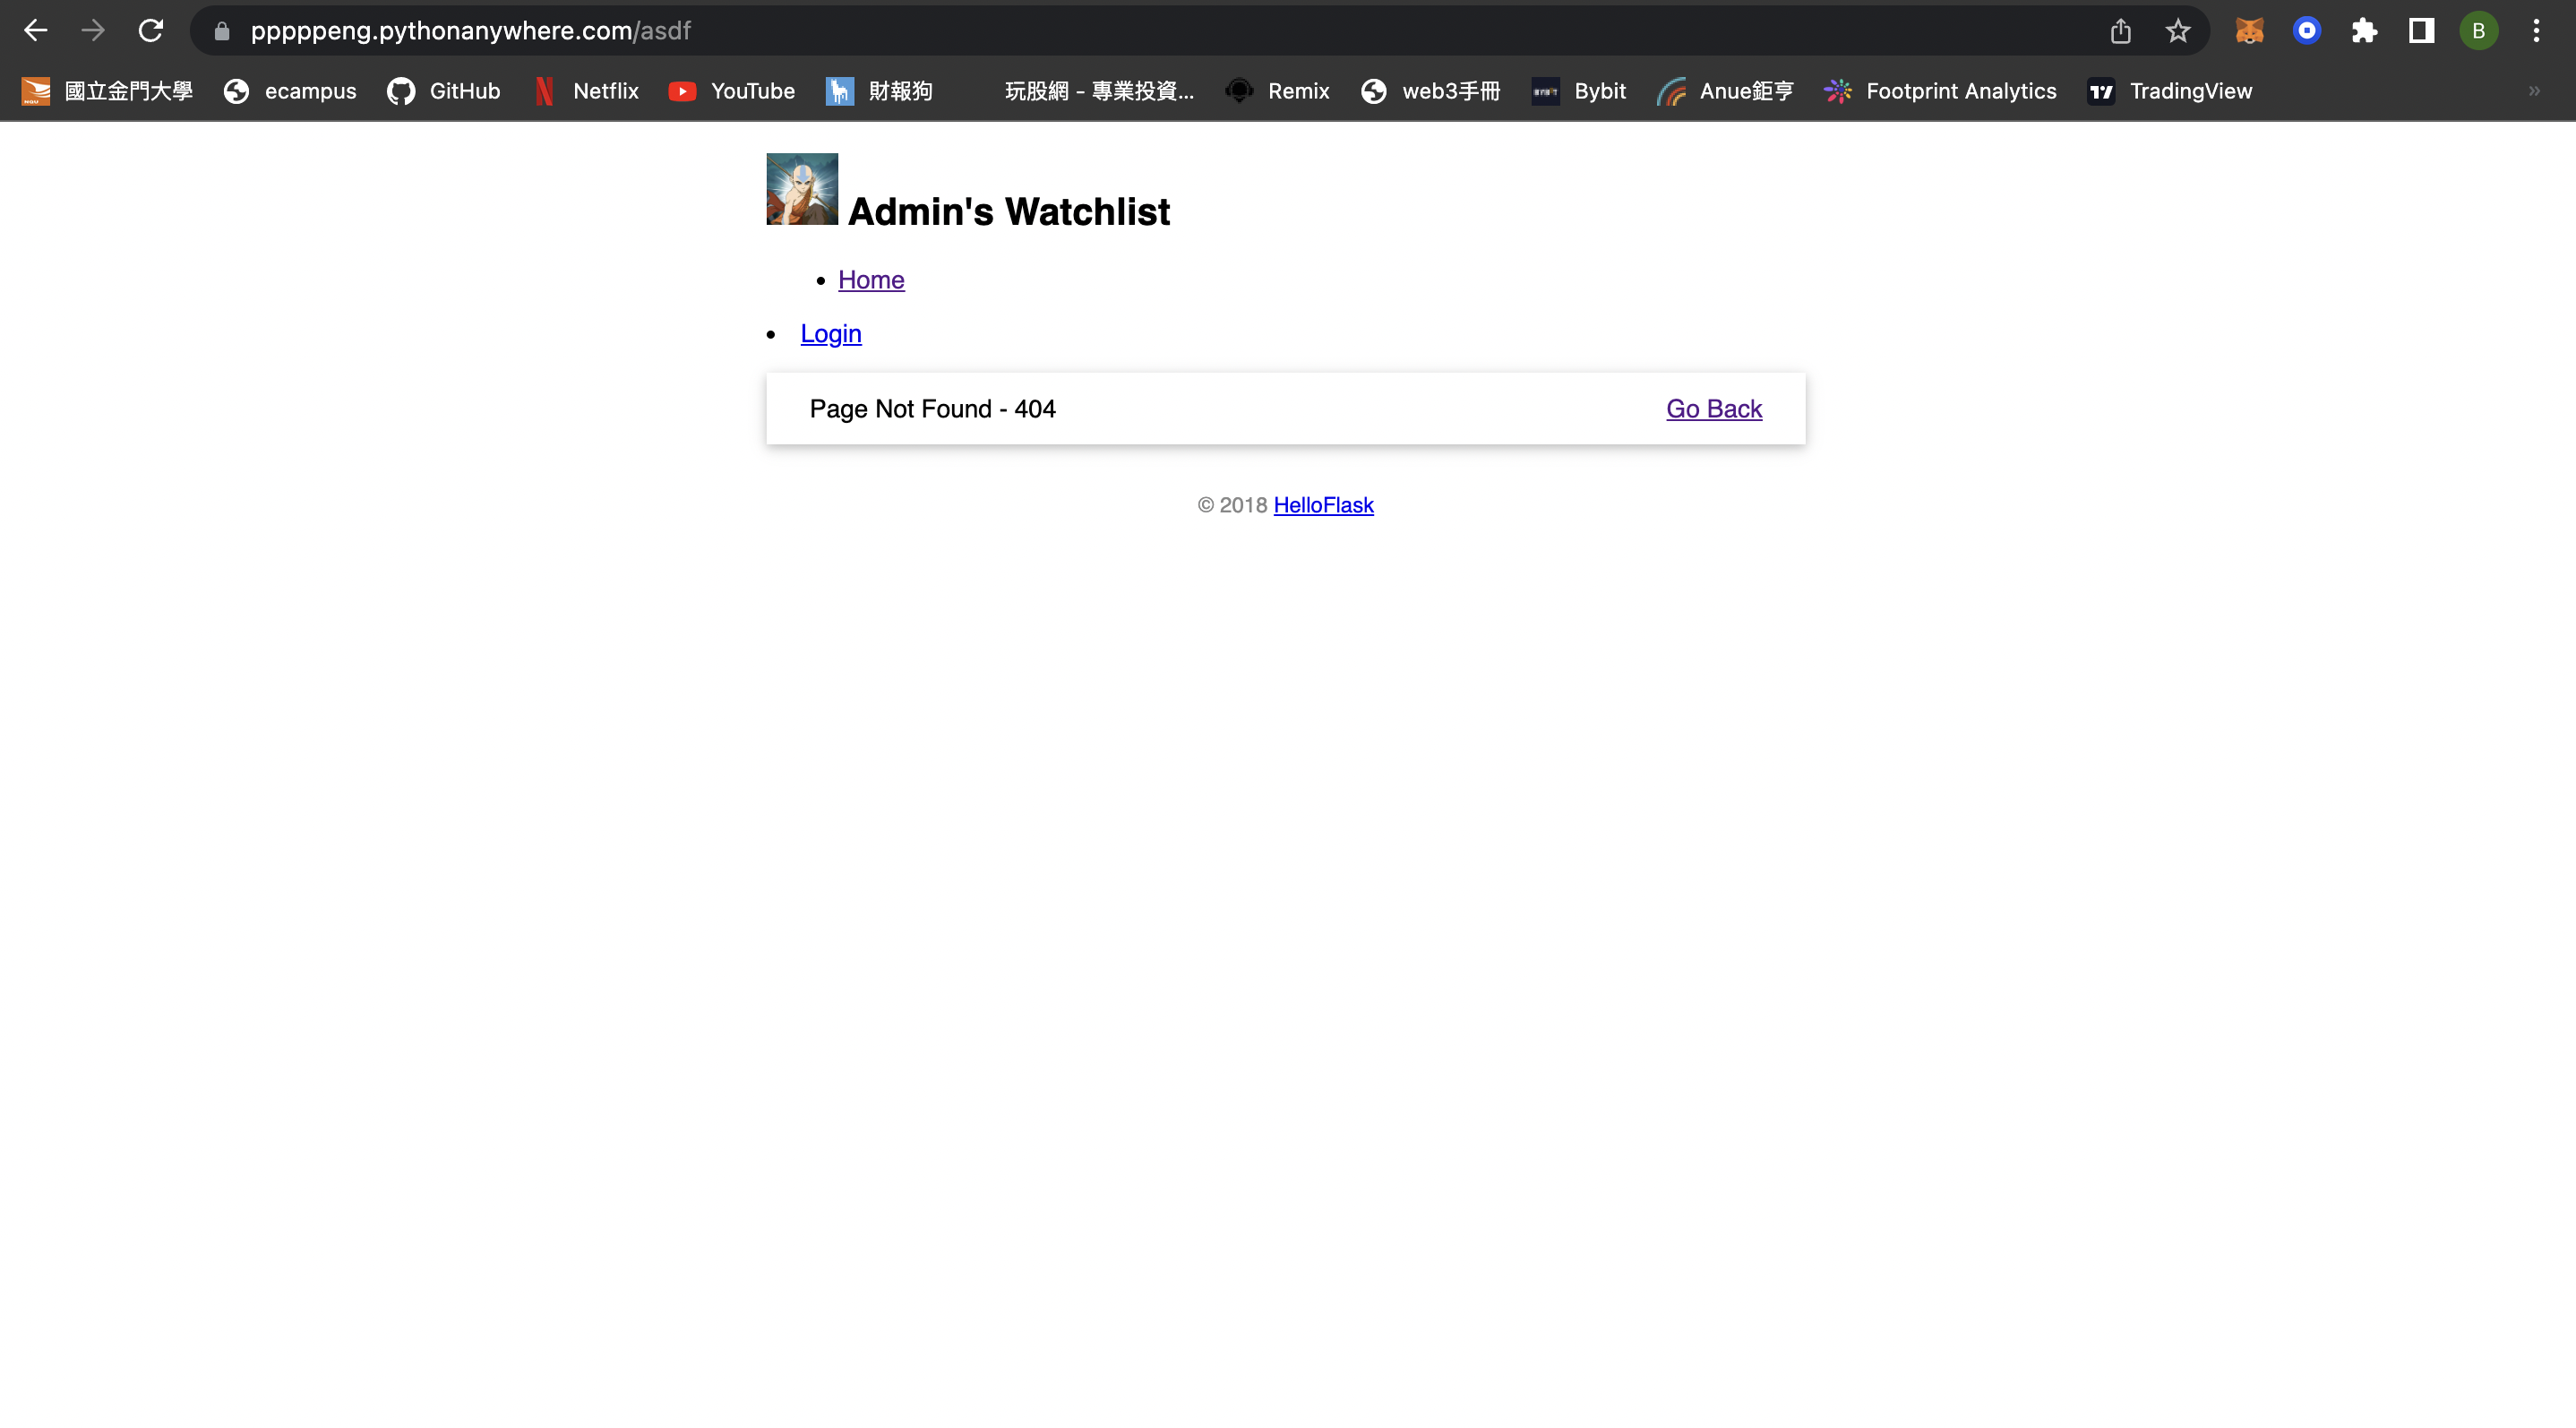 pppppeng.pythonanywhere.com/asdf
B
國立金門大學 ecampus GitHub Netflix YouTube 財報狗 玩股網 - 專業投資... Remix web3手冊 Bybit Anue鉅亨 Footprint Analytics TradingView »
Admin's Watchlist
• Home
• Login
Page Not Found - 404 Go Back
© 2018 HelloFlask